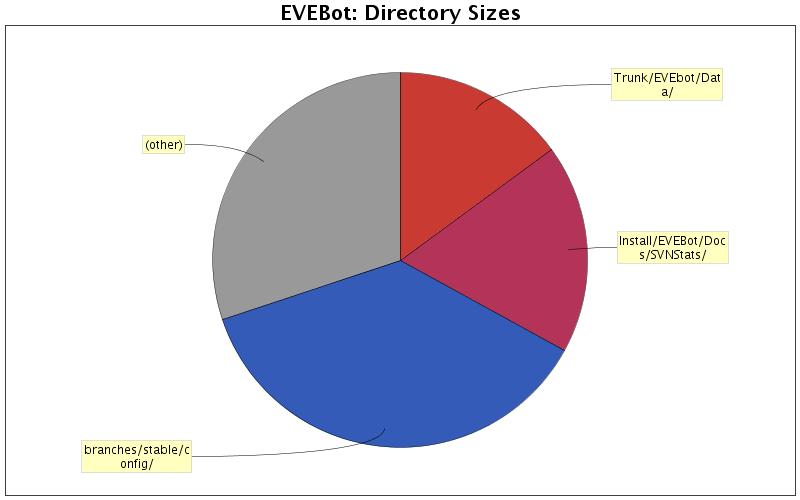 EVEBot: Directory Sizes
Trunk/EVEbot/Dat
a/
(other)
Install/EVEBot/Doc
s/SVNStats/
branches/stable/c
onfig/